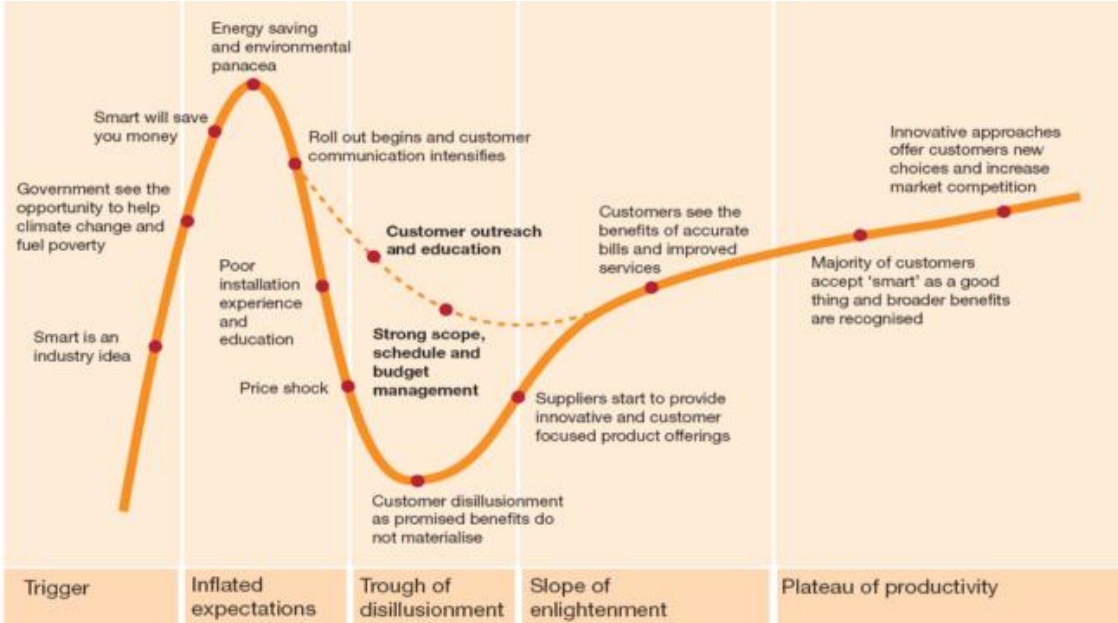 Energy saving
and environmental
panacea
Smart will save
you money
Roll out begins and customer
communication intensifies
Innovative approaches
offer customers new
choices and increase
market competition
Government see the
opportunity to help
climate change and
fuel poverty
Customers see the
benefits of accurate
bills and improved
services
Customer outreach
and education
Poor
installation
experience
and
education
Majority of customers
accept ‘smart’ as a good
thing and broader benefits
are recognised
Smart is an
industry idea
Strong scope,
schedule and
budget
management
Price shock
Suppliers start to provide
innovative and customer
focused product offerings
Customer disillusionment
as promised benefits do
not materialise
Trigger
Inflated
expectations
Trough of
disillusionment
Slope of
enlightenment
Plateau of productivity